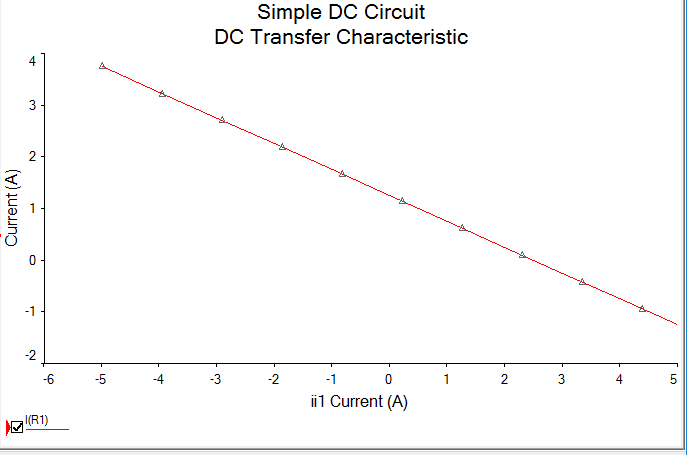 Simple DC Circuit
DC Transfer Characteristic
4
3
2
1
0
-1
-2
Current (A)
-6 -5 -4 -3 -2 -1 0 1 2 3 4 5
ii1 Current (A)
I(R1)